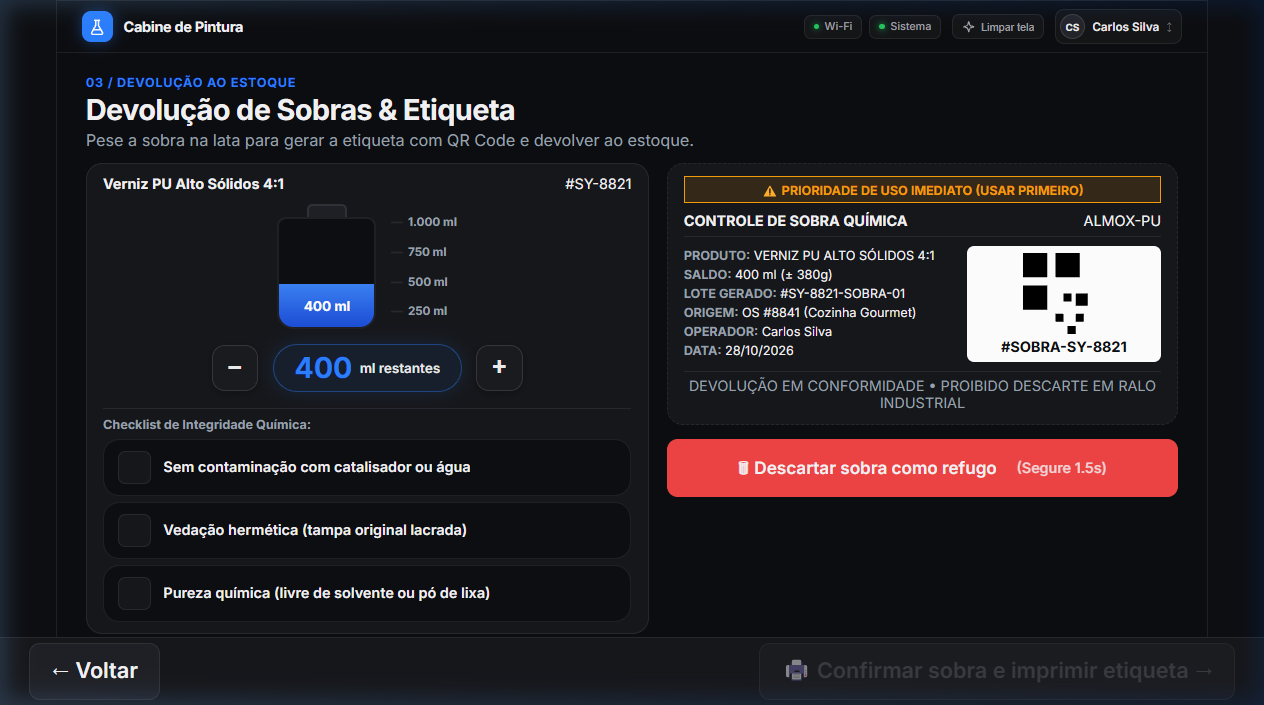 Cabine de Pintura
Wi-Fi
Sistema
Limpar tela
CS
Carlos Silva
03 / DEVOLUÇÃO AO ESTOQUE
Devolução de Sobras & Etiqueta
Pese a sobra na lata para gerar a etiqueta com QR Code e devolver ao estoque.
Verniz PU Alto Sólidos 4:1
#SY-8821
1.000 ml
750 ml
500 ml
250 ml
400 ml
− 400 ml restantes +
Checklist de Integridade Química:
Sem contaminação com catalisador ou água
Vedação hermética (tampa original lacrada)
Pureza química (livre de solvente ou pó de lixa)
⚠ PRIORIDADE DE USO IMEDIATO (USAR PRIMEIRO)
CONTROLE DE SOBRA QUÍMICA
ALMOX-PU
PRODUTO: VERNIZ PU ALTO SÓLIDOS 4:1
SALDO: 400 ml (± 380g)
LOTE GERADO: #SY-8821-SOBRA-01
ORIGEM: OS #8841 (Cozinha Gourmet)
OPERADOR: Carlos Silva
DATA: 28/10/2026
#SOBRA-SY-8821
DEVOLUÇÃO EM CONFORMIDADE • PROIBIDO DESCARTE EM RALO
INDUSTRIAL
Descartar sobra como refugo (Segure 1.5s)
← Voltar
Confirmar sobra e imprimir etiqueta →